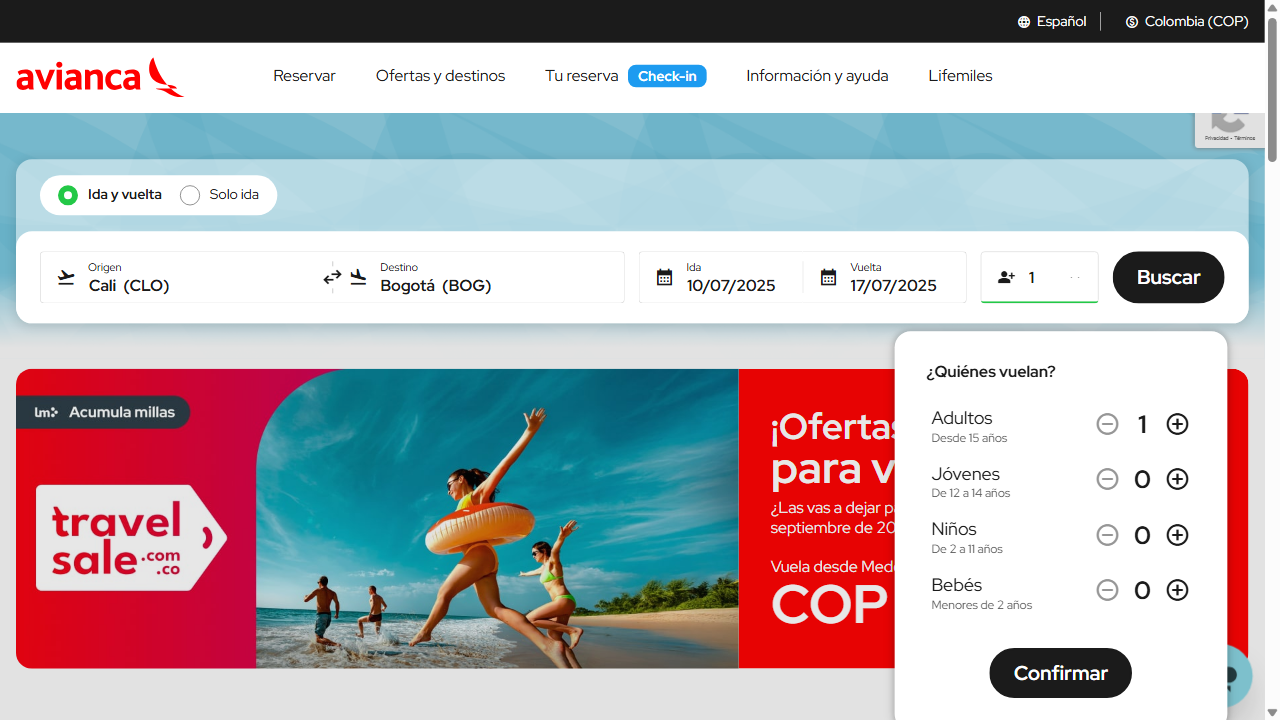 Español
Colombia (COP)
avianca
Reservar
Ofertas y destinos
Tu reserva
Check-in
Información y ayuda
Lifemiles
Privacidad - Términos
Ida y vuelta
Solo ida
Origen
Cali (CLO)
Destino
Bogotá (BOG)
Ida
10/07/2025
Vuelta
17/07/2025
1
Buscar
lm
Acumula millas
travel
sale.com
.co
¡Ofertas
para v
¿Las vas a dejar p
septiembre de 20
Vuela desde Med
COP
¿Quiénes vuelan?
Adultos
1
Desde 15 años
Jóvenes
0
De 12 a 14 años
Niños
0
De 2 a 11 años
Bebés
0
Menores de 2 años
Confirmar